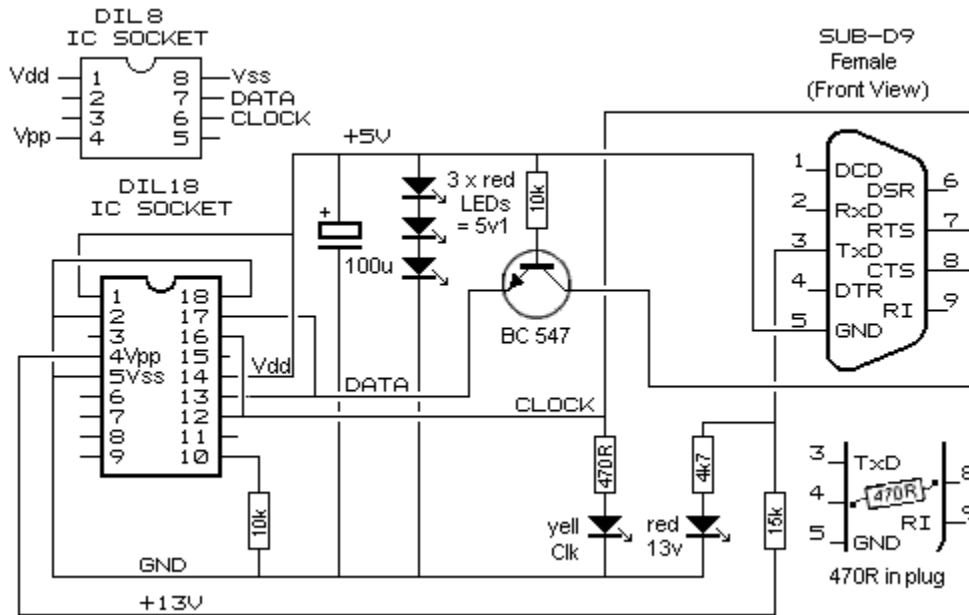 DIL8
IC SOCKET
Vdd 1 8 Vss
2 7 DATA
3 6 CLOCK
Vpp 4 5
SUB-D9
Female
(Front View)
+5V
DIL18
IC SOCKET
+
100u
3 x red
LEDs
= 5v1
10k
BC 547
1 DCD
DSR 6
2 RxD
RTS 7
3 TxD
CTS 8
4 DTR
RI 9
5 GND
1 18
2 17
3 16
4 Vpp 15
5 Vss 14 Vdd
6 13 DATA
7 12 CLOCK
8 11
9 10
10k
470R
4k7
15k
yell
Clk
red
13v
3 TxD
8
4 470R
RI 9
5 GND
470R in plug
GND
+13V